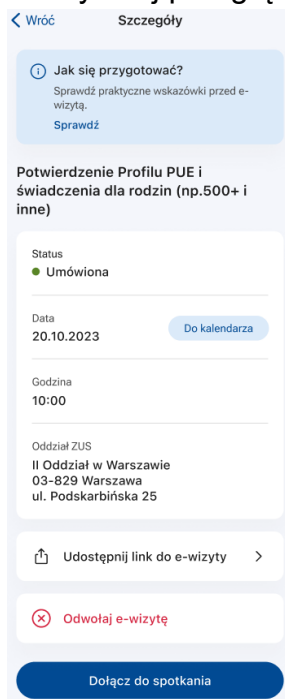 Wróć
Szczegóły
Jak się przygotować?
Sprawdź praktyczne wskazówki przed e-
wizytą.
Sprawdź
Potwierdzenie Profilu PUE i
świadczenia dla rodzin (np.500+ i
inne)
Status
Umówiona
Data
20.10.2023
Do kalendarza
Godzina
10:00
Oddział ZUS
II Oddział w Warszawie
03-829 Warszawa
ul. Podskarbińska 25
Udostępnij link do e-wizyty
Odwołaj e-wizytę
Dołącz do spotkania